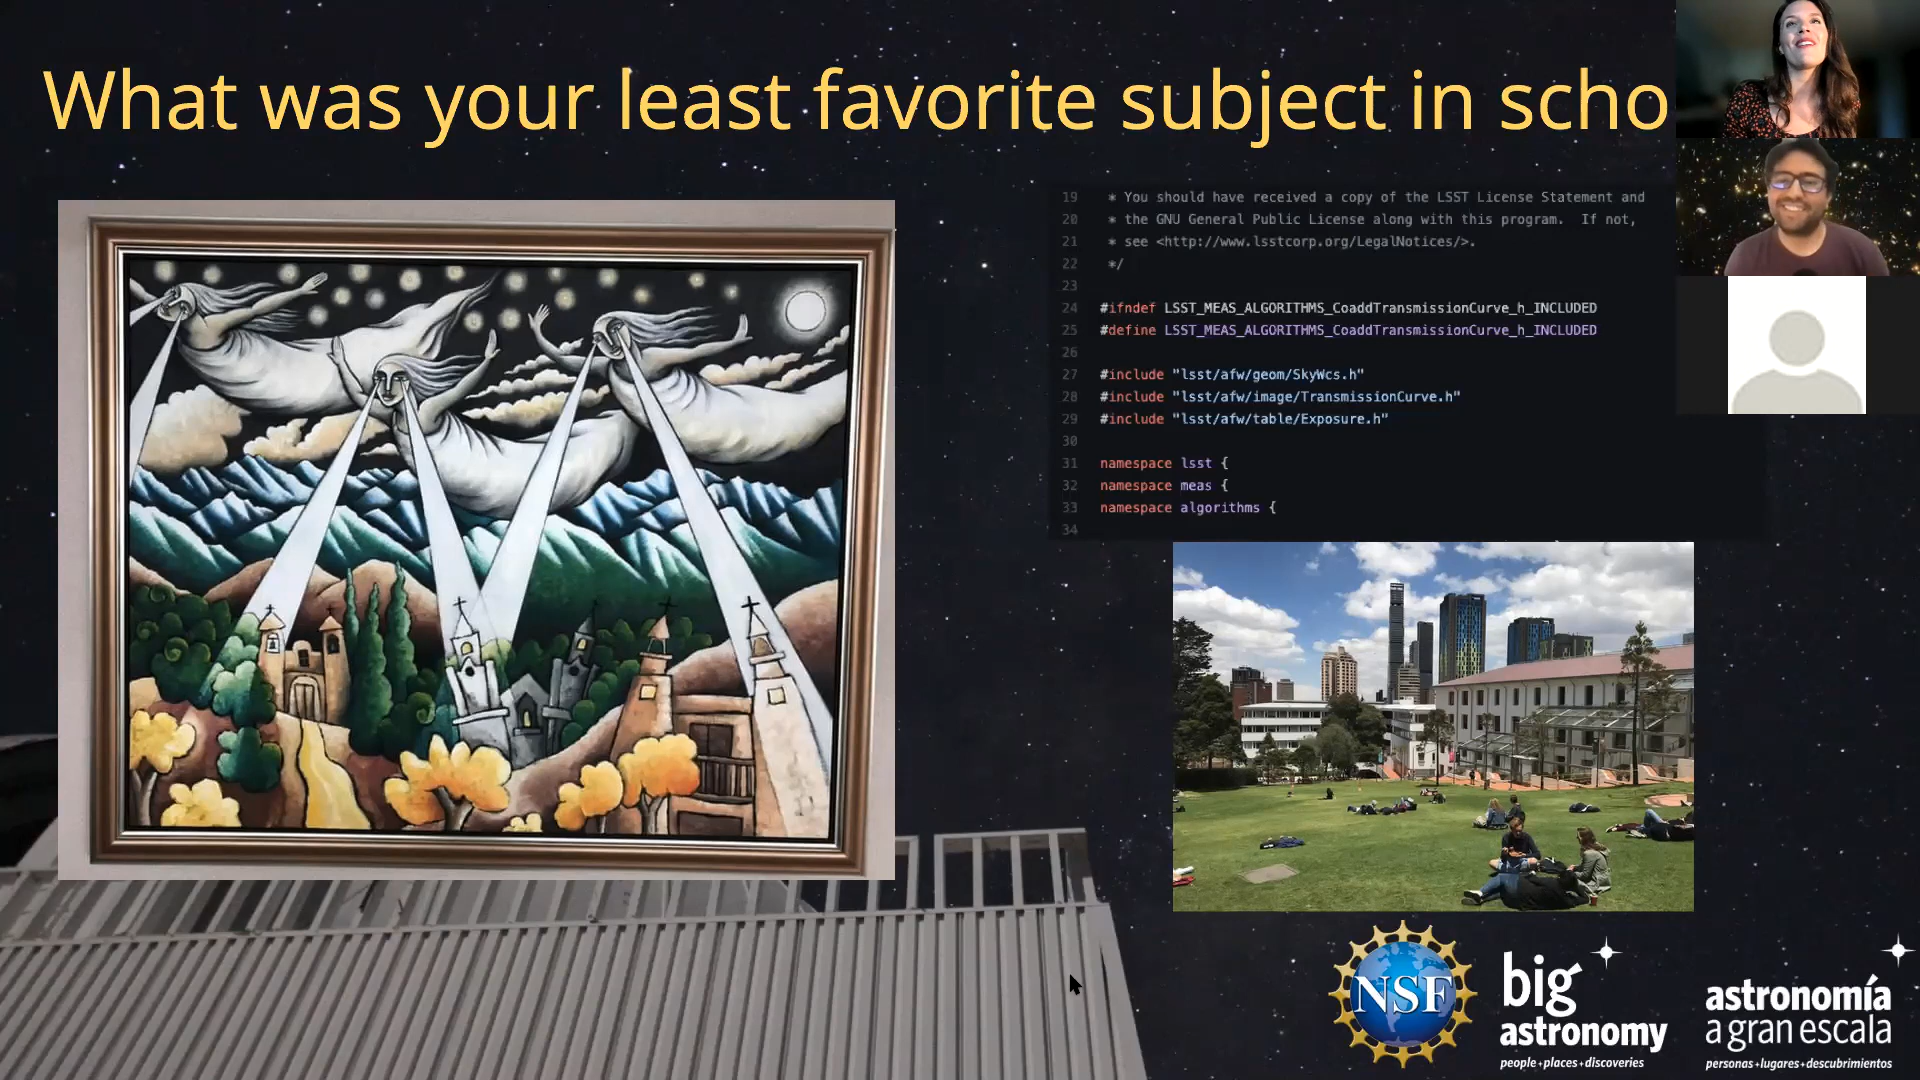 What was your least favorite subject in scho
19 * You should have received a copy of the LSST License Statement and
20 * the GNU General Public License along with this program.  If not,
21 * see <http://www.lsstcorp.org/LegalNotices/>.
22 */
23
24 #ifndef LSST_MEAS_ALGORITHMS_CoaddTransmissionCurve_h_INCLUDED
25 #define LSST_MEAS_ALGORITHMS_CoaddTransmissionCurve_h_INCLUDED
26
27 #include "lsst/afw/geom/SkyWcs.h"
28 #include "lsst/afw/image/TransmissionCurve.h"
29 #include "lsst/afw/table/Exposure.h"
30
31 namespace lsst {
32 namespace meas {
33 namespace algorithms {
34
NSF
big
astronomy
people•places•discoveries
astronomía
a gran escala
personas•lugares•descubrimientos